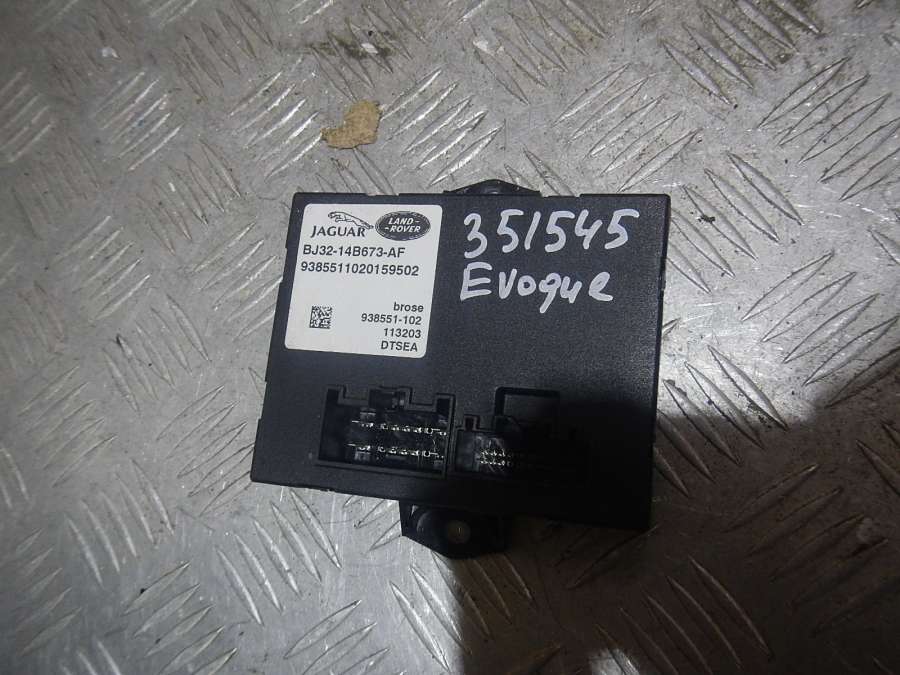 JAGUAR
LAND-
ROVER
BJ32-14B673-AF
9385511020159502
brose
938551-102
113203
DTSEA
351545
Evoque